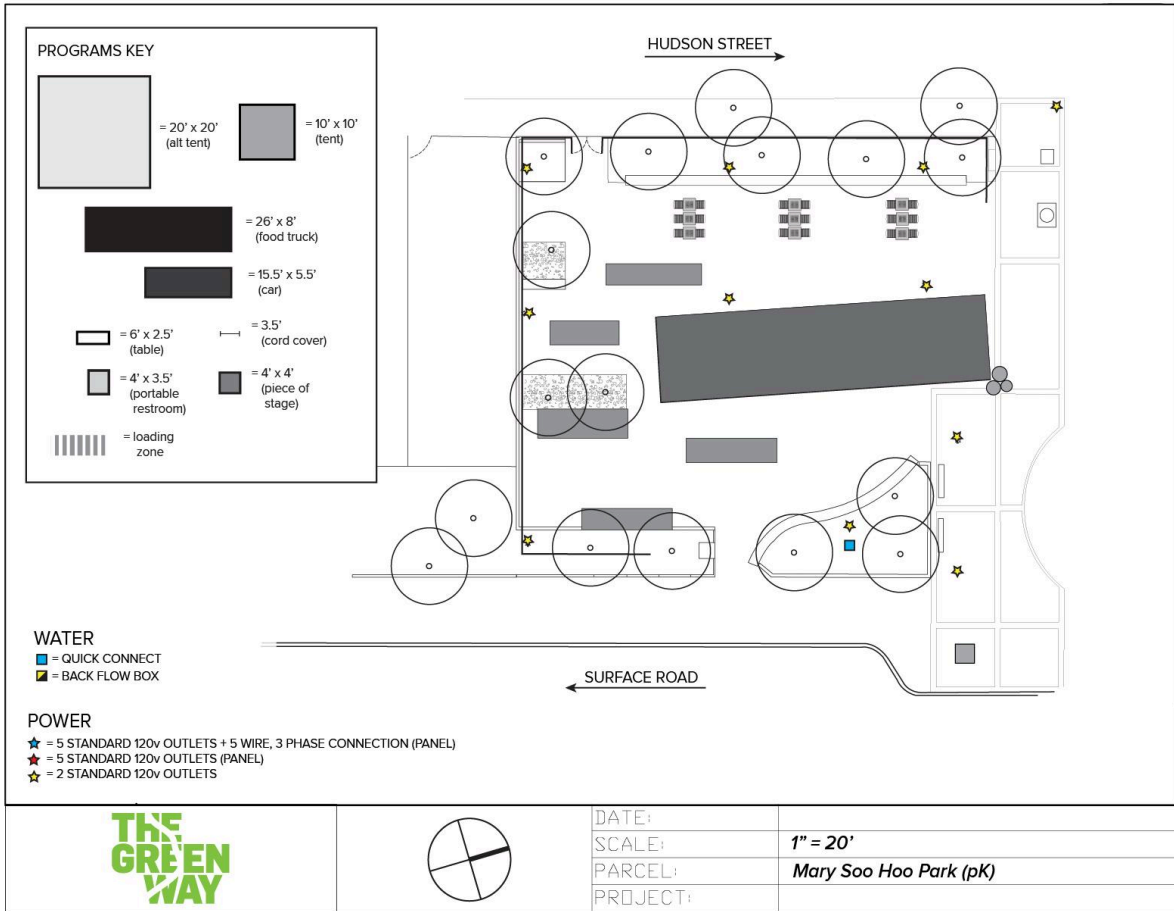 HUDSON STREET
PROGRAMS KEY
= 20' x 20'
(alt tent)
= 10' x 10'
(tent)
= 26' x 8'
(food truck)
= 15.5' x 5.5'
(car)
= 6' x 2.5'
(table)
= 3.5'
(cord cover)
= 4' x 3.5'
(portable
restroom)
= 4' x 4'
(piece of
stage)
= loading
zone
WATER
= QUICK CONNECT
= BACK FLOW BOX
SURFACE ROAD
POWER
= 5 STANDARD 120v OUTLETS + 5 WIRE, 3 PHASE CONNECTION (PANEL)
= 5 STANDARD 120v OUTLETS (PANEL)
= 2 STANDARD 120v OUTLETS
THE
GREEN
WAY
DATE:
SCALE: 1" = 20'
PARCEL: Mary Soo Hoo Park (pK)
PROJECT: